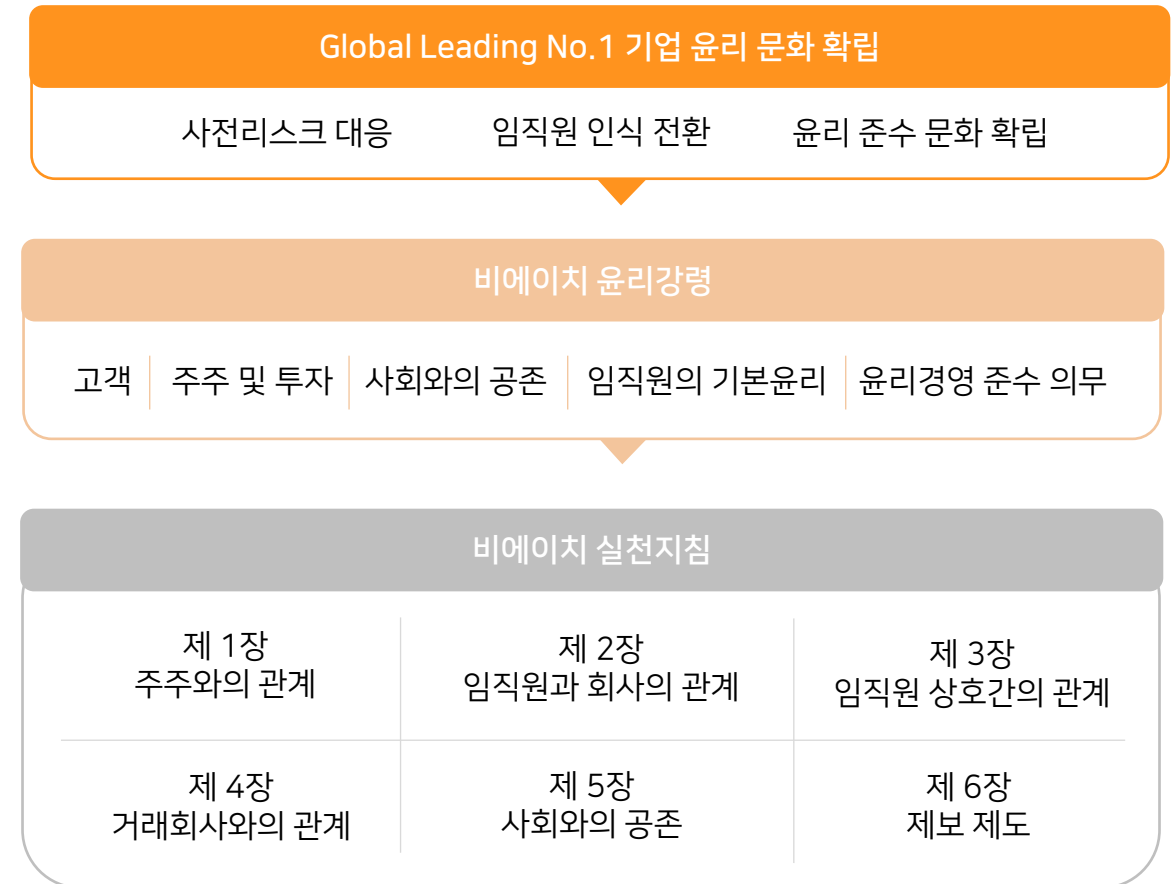 Global Leading No.1 기업 윤리 문화 확립
사전리스크 대응 임직원 인식 전환 윤리 준수 문화 확립
비에이치 윤리강령
고객 주주 및 투자 사회와의 공존 임직원의 기본윤리 윤리경영 준수 의무
비에이치 실천지침
제 1장
주주와의 관계
제 2장
임직원과 회사의 관계
제 3장
임직원 상호간의 관계
제 4장
거래회사와의 관계
제 5장
사회와의 공존
제 6장
제보 제도